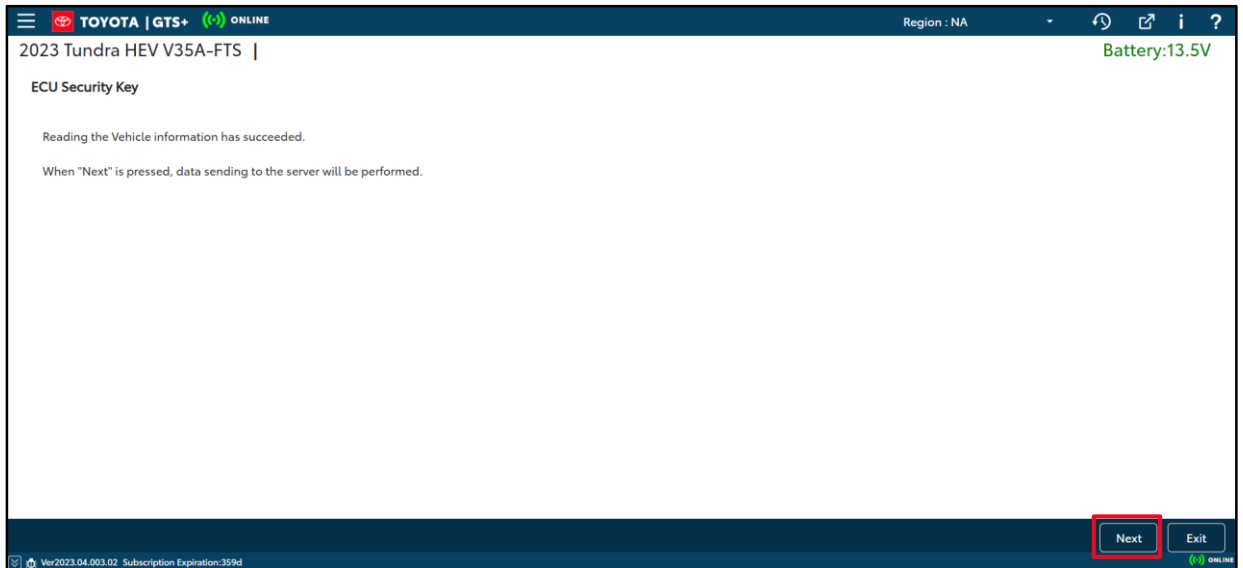 TOYOTA | GTS+ ONLINE Region : NA i ?
2023 Tundra HEV V35A-FTS | Battery:13.5V
ECU Security Key
Reading the Vehicle information has succeeded.
When "Next" is pressed, data sending to the server will be performed.
Next Exit
Ver2023.04.003.02 Subscription Expiration:359d ONLINE